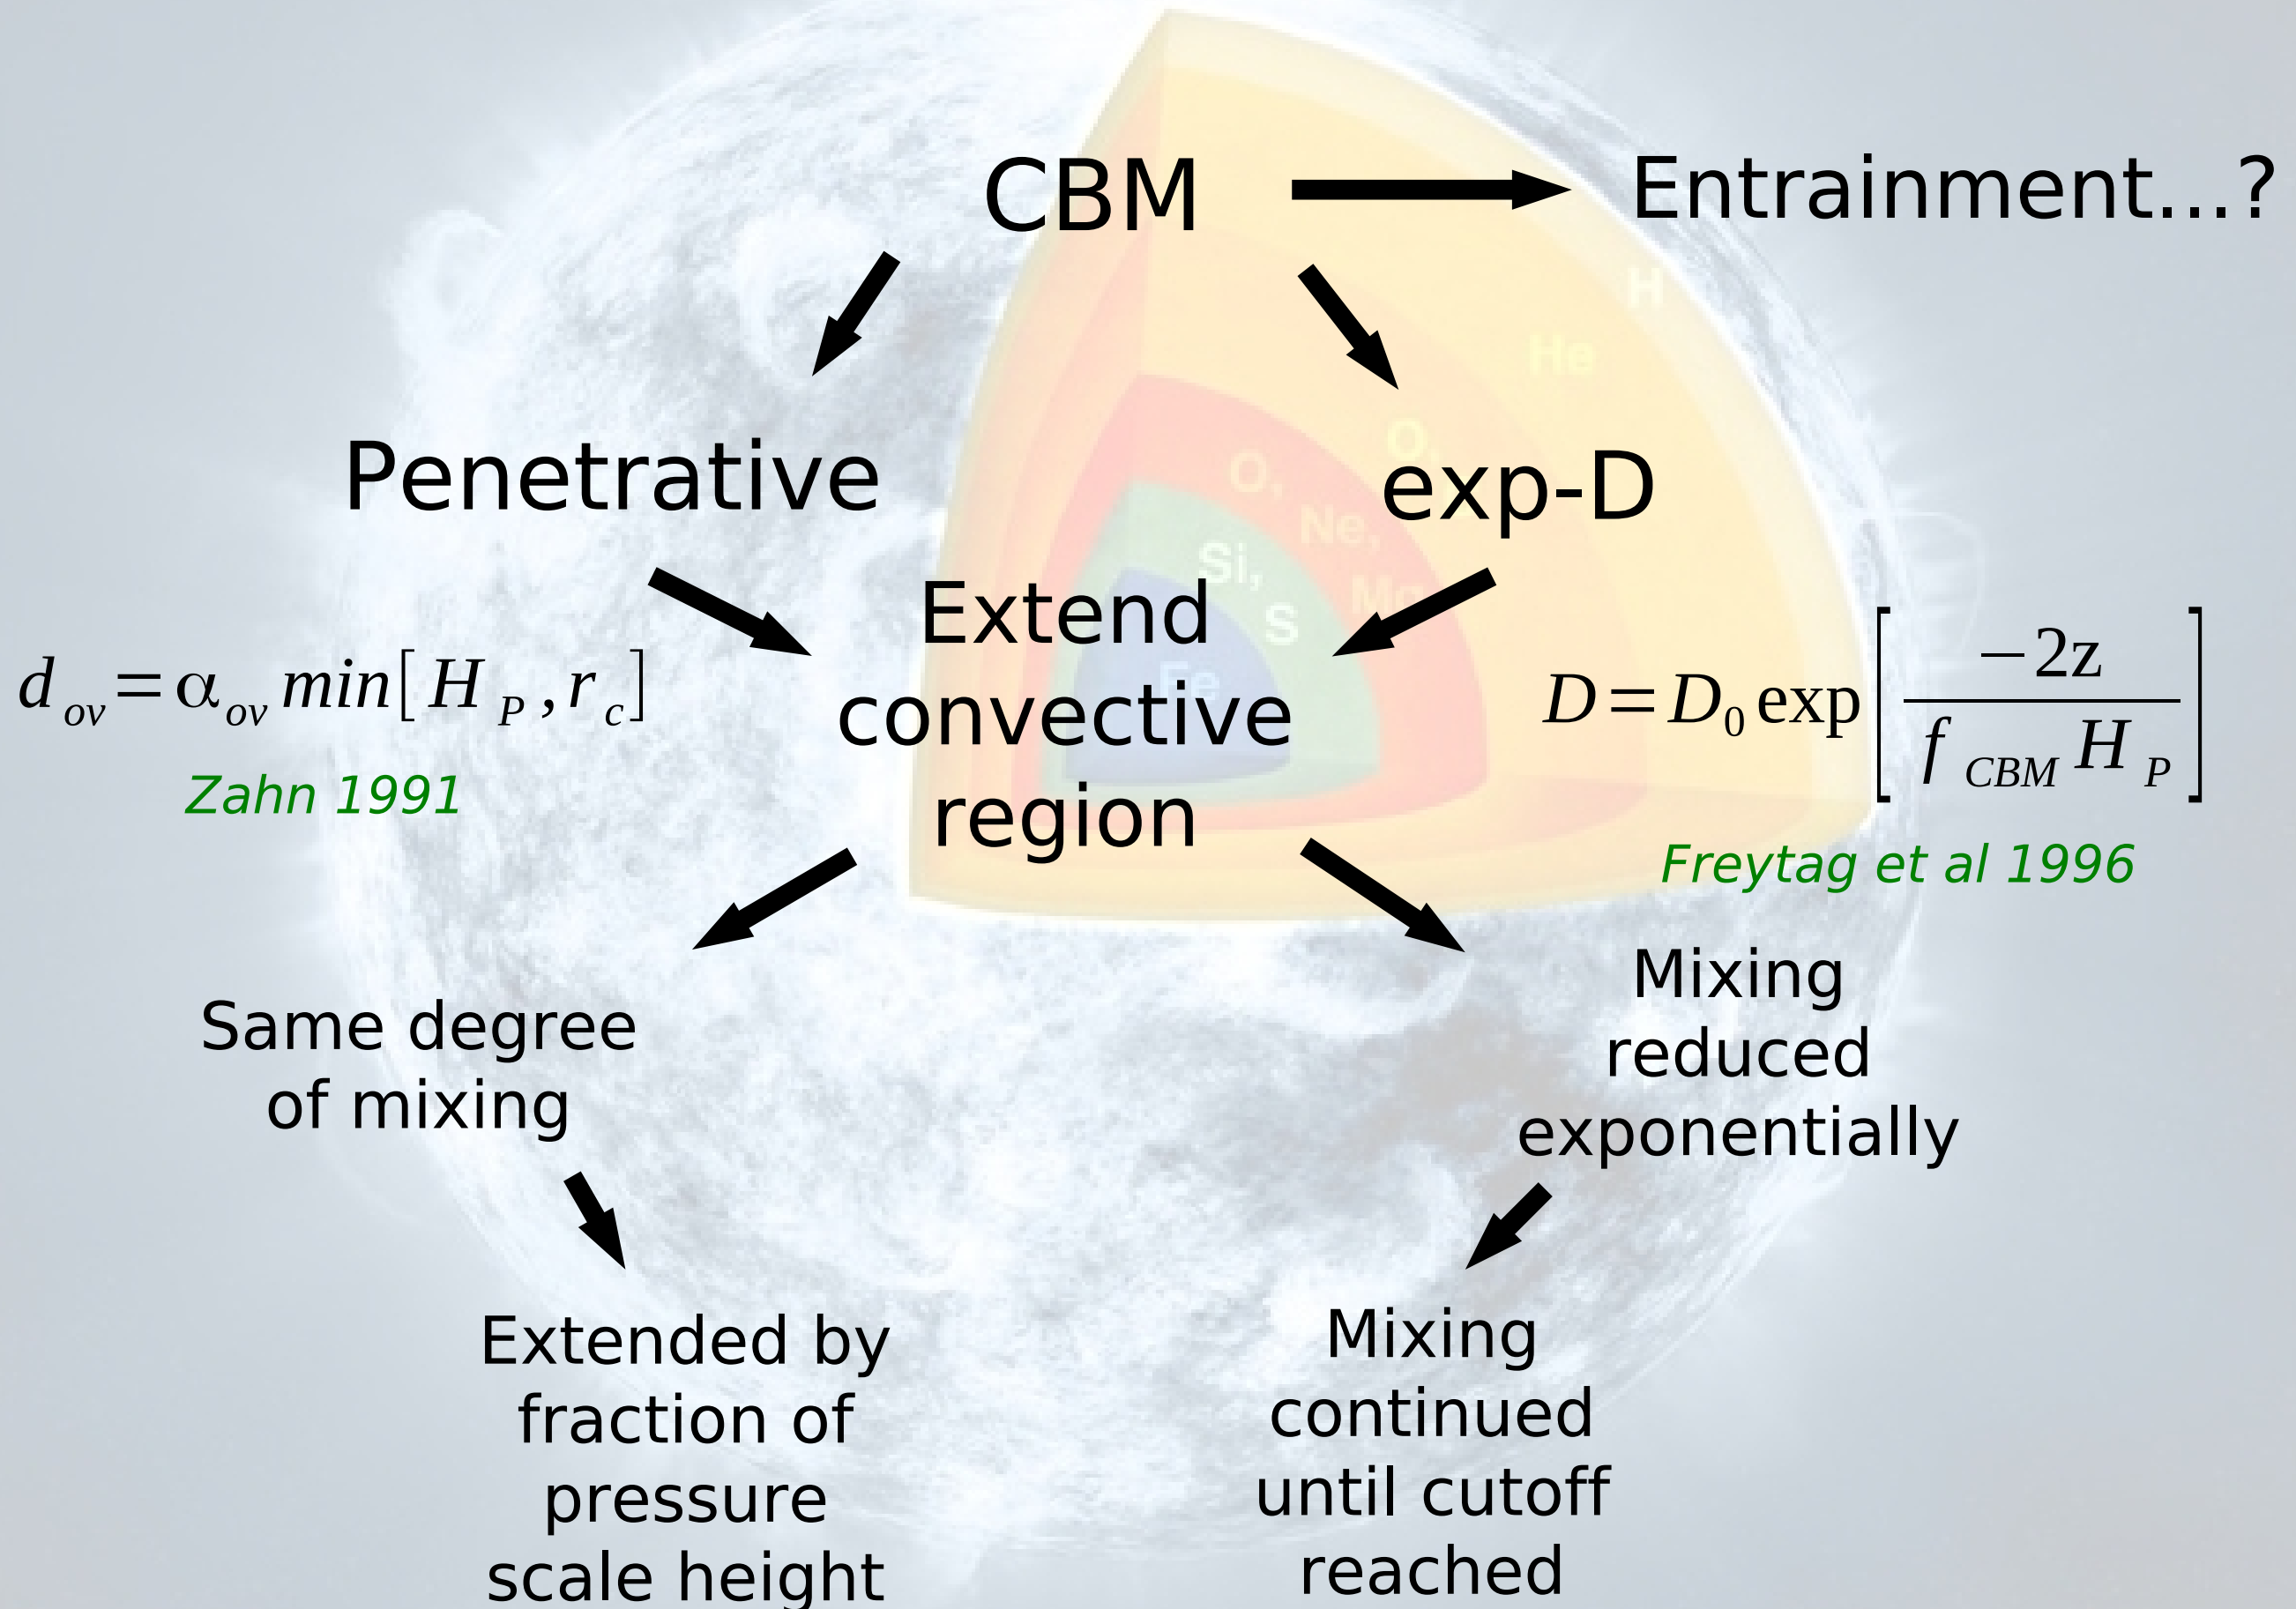 CBM
Entrainment...?
H
He
Penetrative
exp-D
O,
O,
Ne,
Mg
Si,
S
Fe
Extend
convective
region
d_ov = α_ov min[H_P, r_c]
Zahn 1991
D = D_0 exp[−2z / f_CBM H_P]
Freytag et al 1996
Same degree
of mixing
Mixing
reduced
exponentially
Extended by
fraction of
pressure
scale height
Mixing
continued
until cutoff
reached